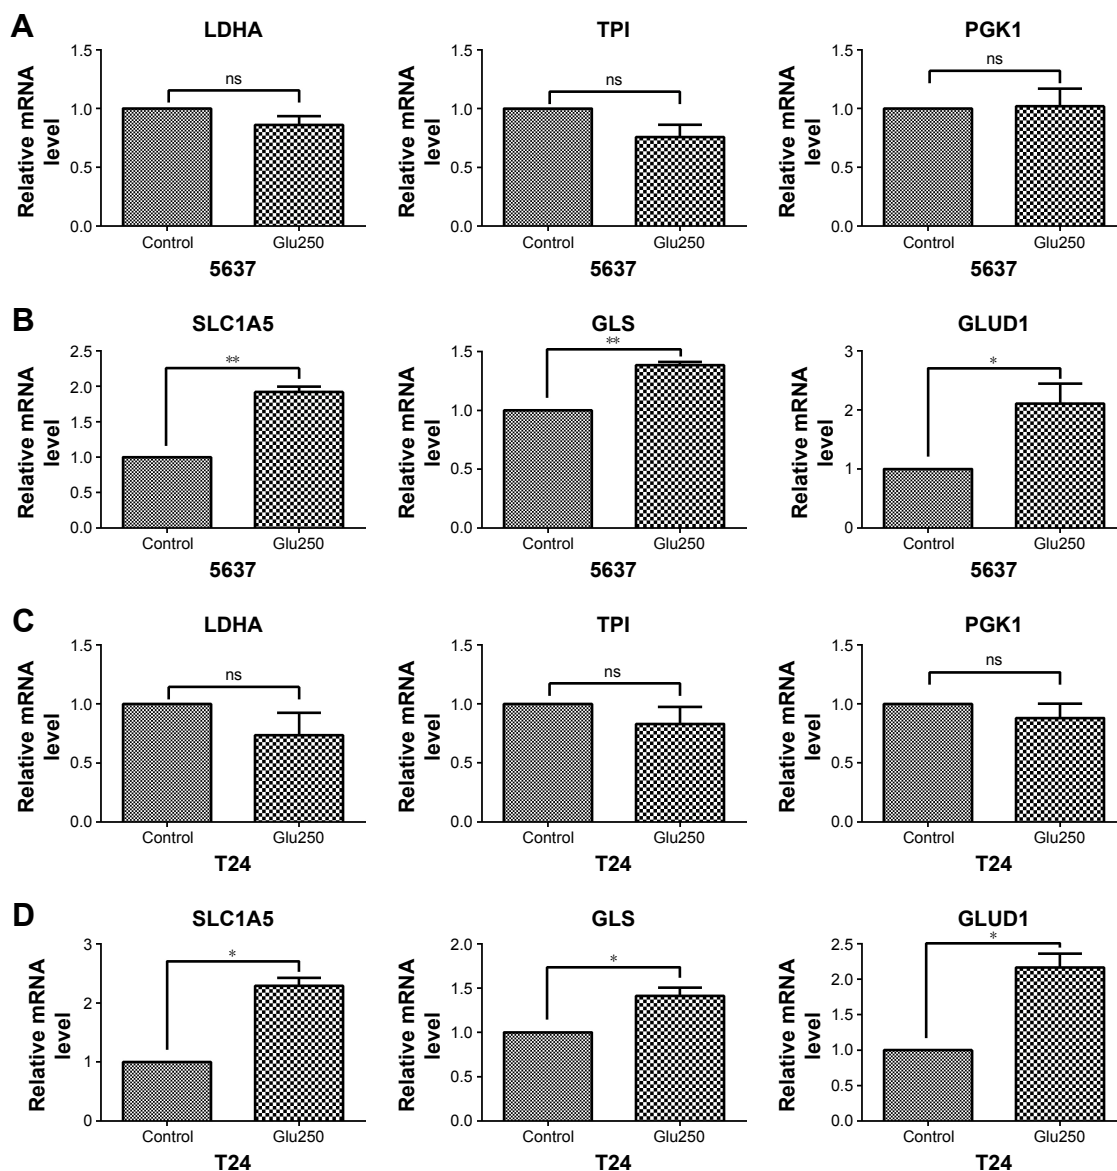 A
LDHA
TPI
PGK1
Relative mRNA
level
1.5
1.0
0.5
0.0
ns
Control
Glu250
5637
Relative mRNA
level
1.5
1.0
0.5
0.0
ns
Control
Glu250
5637
Relative mRNA
level
1.5
1.0
0.5
0.0
ns
Control
Glu250
5637
B
SLC1A5
GLS
GLUD1
Relative mRNA
level
2.5
2.0
1.5
1.0
0.5
0.0
**
Control
Glu250
5637
Relative mRNA
level
1.5
1.0
0.5
0.0
**
Control
Glu250
5637
Relative mRNA
level
3
2
1
0
*
Control
Glu250
5637
C
LDHA
TPI
PGK1
Relative mRNA
level
1.5
1.0
0.5
0.0
ns
Control
Glu250
T24
Relative mRNA
level
1.5
1.0
0.5
0.0
ns
Control
Glu250
T24
Relative mRNA
level
1.5
1.0
0.5
0.0
ns
Control
Glu250
T24
D
SLC1A5
GLS
GLUD1
Relative mRNA
level
3
2
1
0
*
Control
Glu250
T24
Relative mRNA
level
2.0
1.5
1.0
0.5
0.0
*
Control
Glu250
T24
Relative mRNA
level
2.5
2.0
1.5
1.0
0.5
0.0
*
Control
Glu250
T24